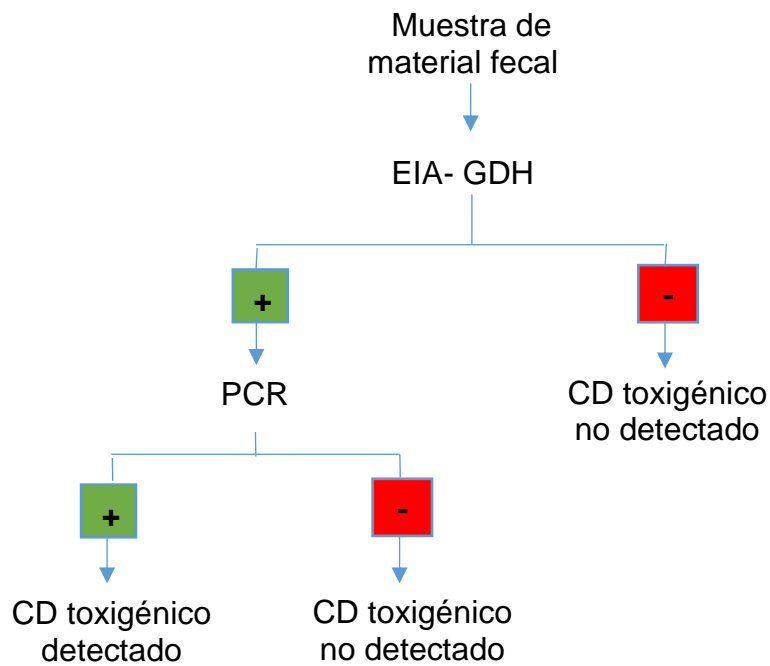 Muestra de
material fecal
EIA- GDH
+
-
PCR
CD toxigénico
no detectado
+
-
CD toxigénico
detectado
CD toxigénico
no detectado